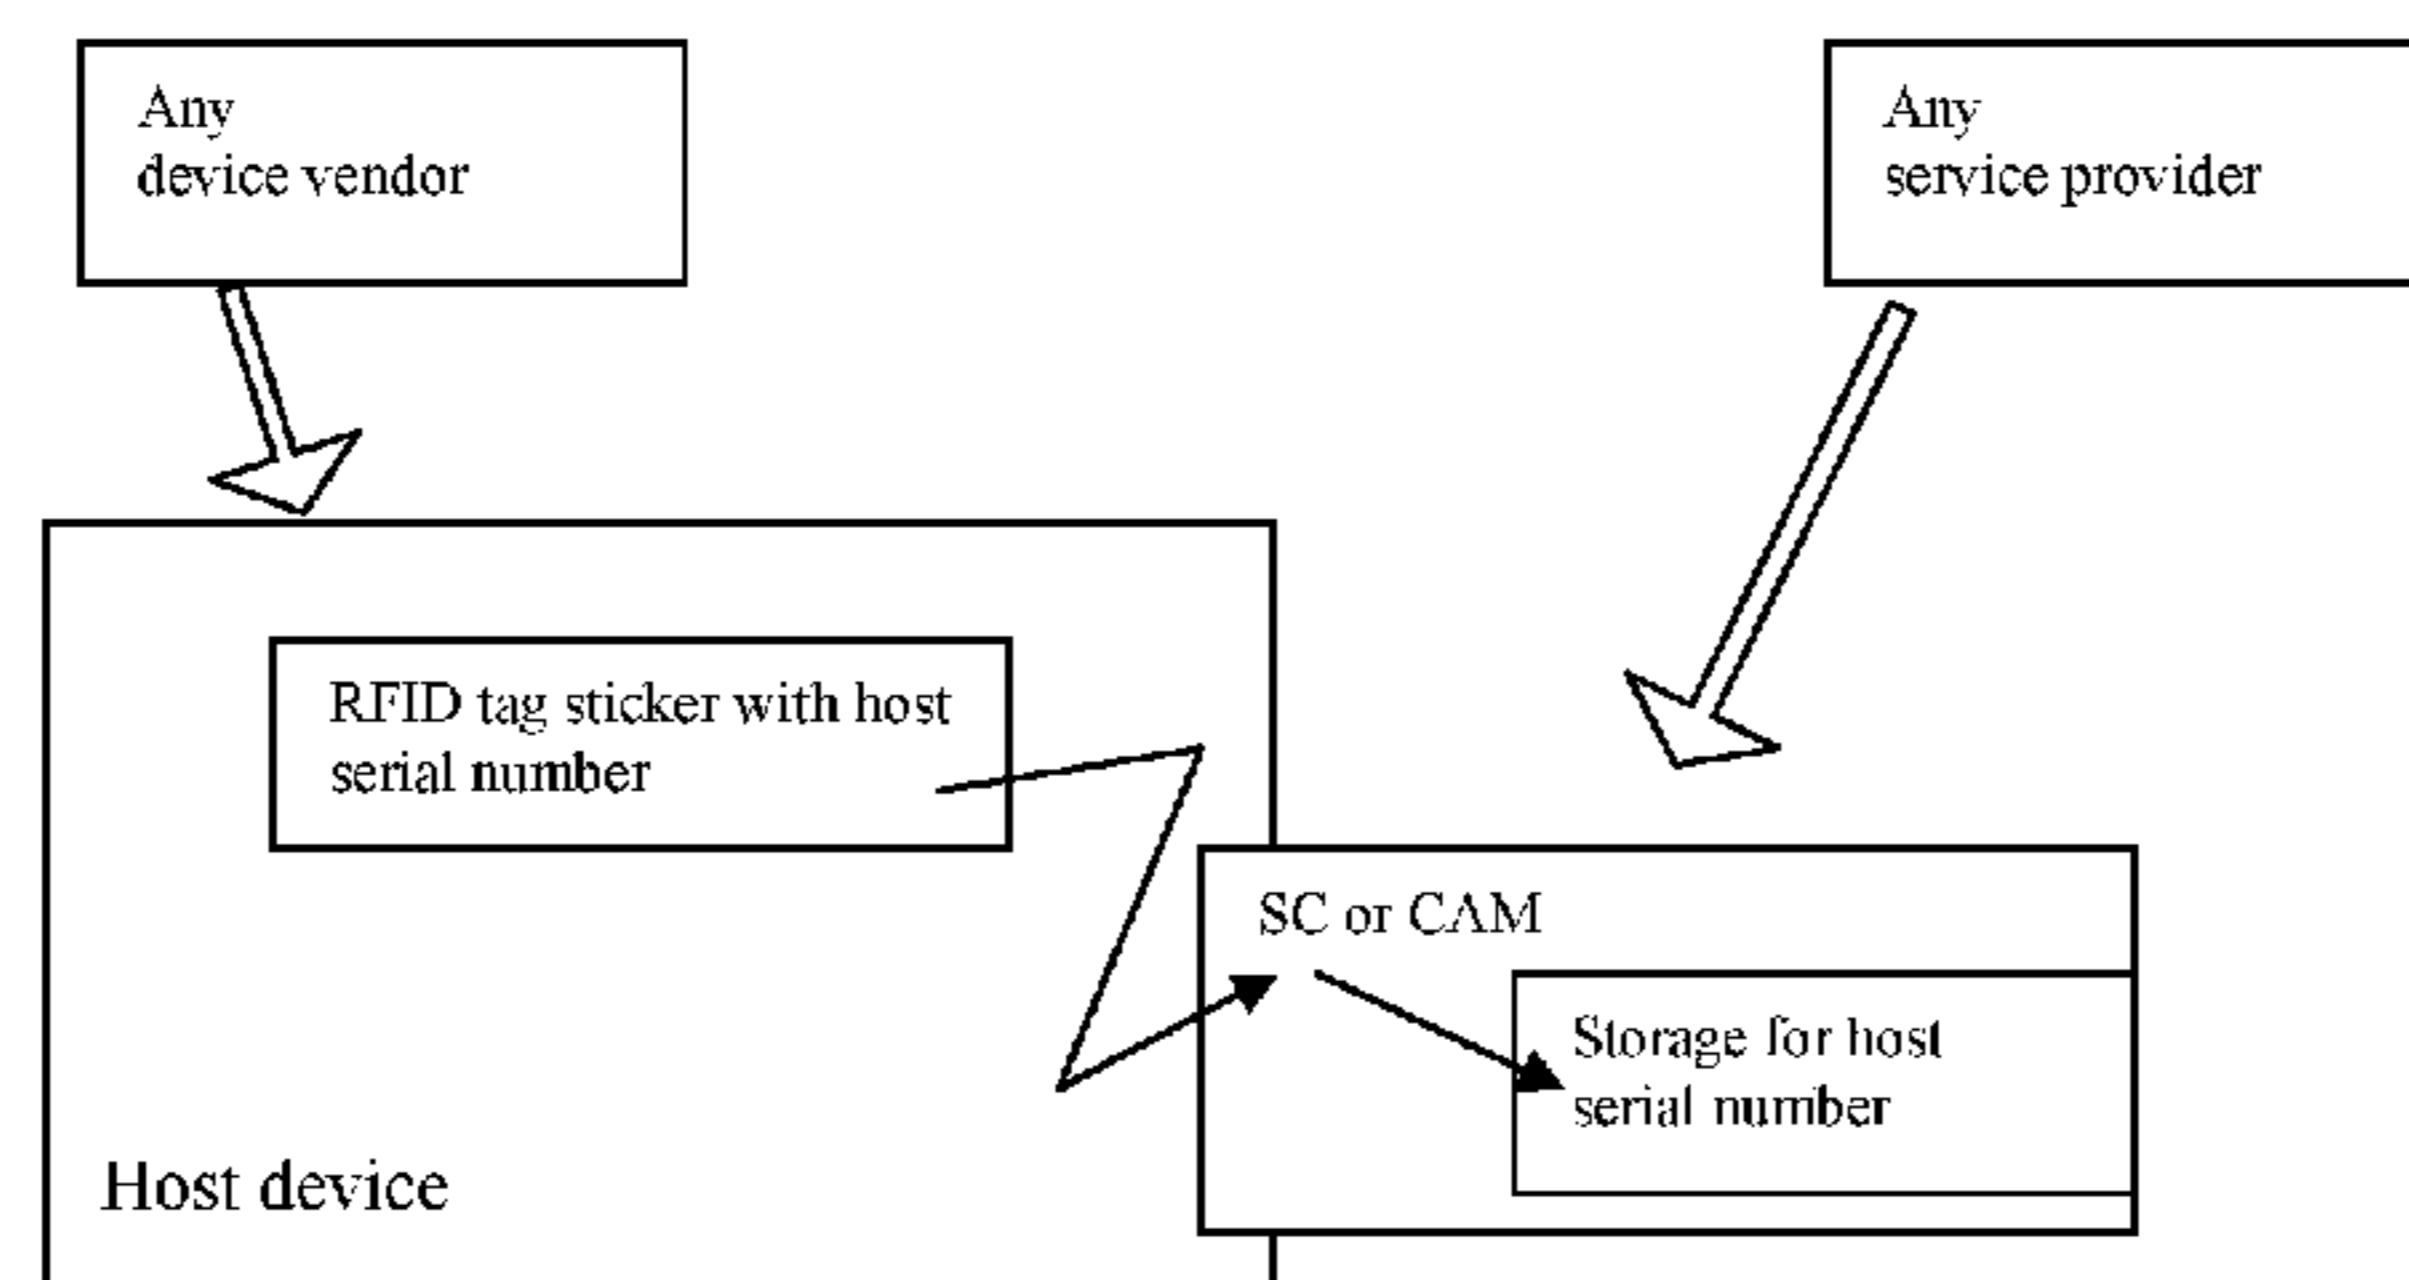 Any
device vendor
Any
service provider
RFID tag sticker with host
serial number
SC or CAM
Storage for host
serial number
Host device